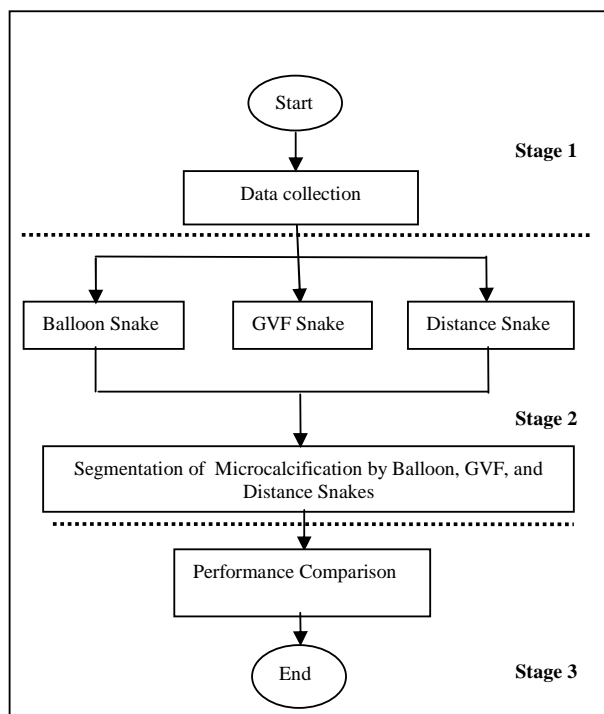 Start
Stage 1
Data collection
Balloon Snake
GVF Snake
Distance Snake
Stage 2
Segmentation of Microcalcification by Balloon, GVF, and
Distance Snakes
Performance Comparison
End
Stage 3